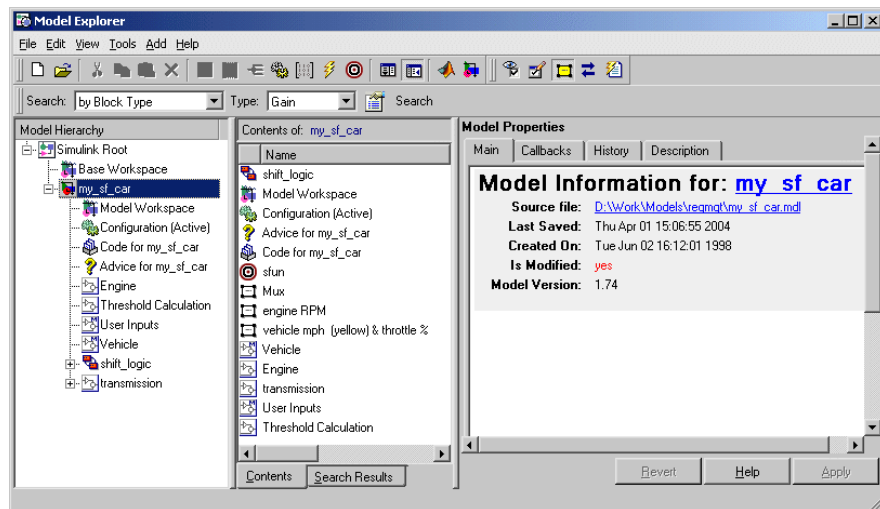 Model Explorer
File Edit View Tools Add Help
Search: by Block Type Type: Gain Search
Model Hierarchy
Simulink Root
Base Workspace
my_sf_car
Model Workspace
Configuration (Active)
Code for my_sf_car
Advice for my_sf_car
Engine
Threshold Calculation
User Inputs
Vehicle
shift_logic
transmission
Contents of: my_sf_car
Name
shift_logic
Model Workspace
Configuration (Active)
Advice for my_sf_car
Code for my_sf_car
sfun
Mux
engine RPM
vehicle mph (yellow) & throttle %
Vehicle
Engine
transmission
User Inputs
Threshold Calculation
Contents Search Results
Model Properties
Main Callbacks History Description
Model Information for: my_sf_car
Source file: D:\Work\Models\reqmgt\my_sf_car.mdl
Last Saved: Thu Apr 01 15:06:55 2004
Created On: Tue Jun 02 16:12:01 1998
Is Modified: yes
Model Version: 1.74
Revert Help Apply